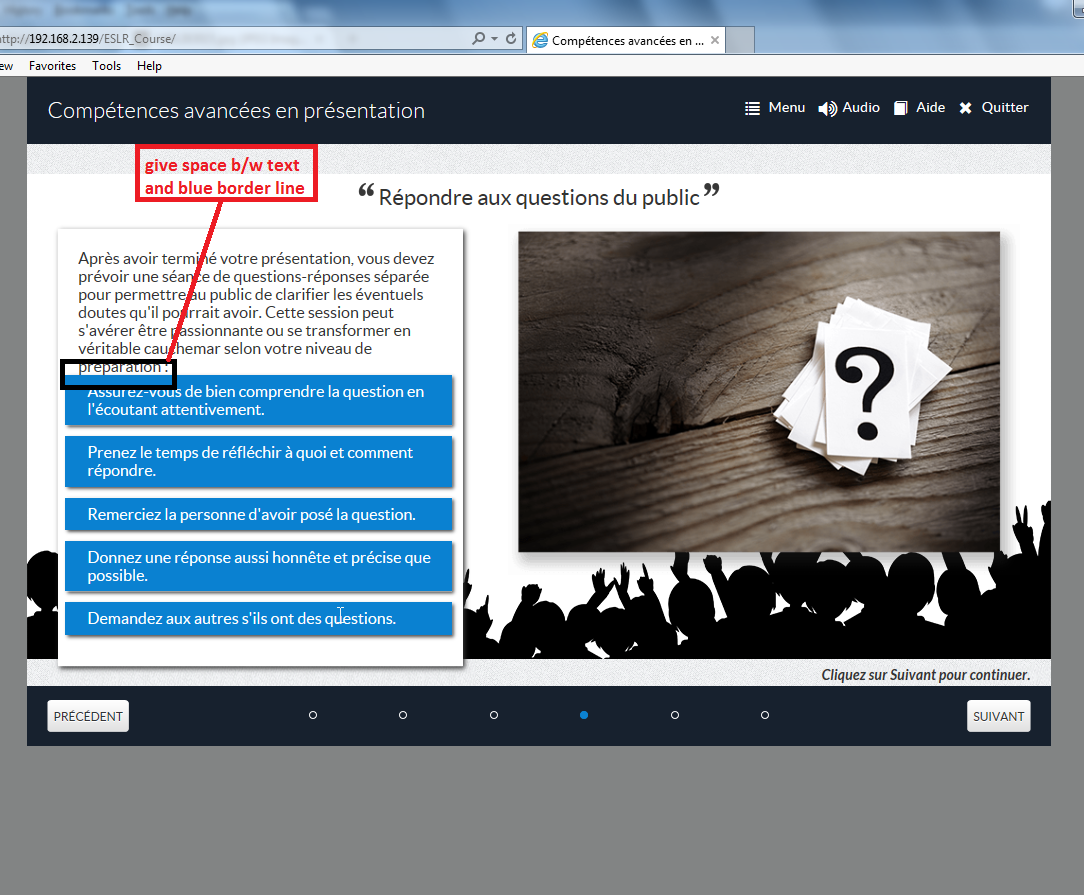 ttp://192.168.2.139/ESLR_Course/
Compétences avancées en ...
ew Favorites Tools Help
Compétences avancées en présentation
Menu Audio Aide Quitter
give space b/w text
and blue border line
“ Répondre aux questions du public ”
Après avoir terminé votre présentation, vous devez
prévoir une séance de questions-réponses séparée
pour permettre au public de clarifier les éventuels
doutes qu'il pourrait avoir. Cette session peut
s'avérer être passionnante ou se transformer en
véritable cauchemar selon votre niveau de
préparation :
Assurez-vous de bien comprendre la question en
l'écoutant attentivement.
Prenez le temps de réfléchir à quoi et comment
répondre.
Remerciez la personne d'avoir posé la question.
Donnez une réponse aussi honnête et précise que
possible.
Demandez aux autres s'ils ont des questions.
?
Cliquez sur Suivant pour continuer.
PRÉCÉDENT
SUIVANT